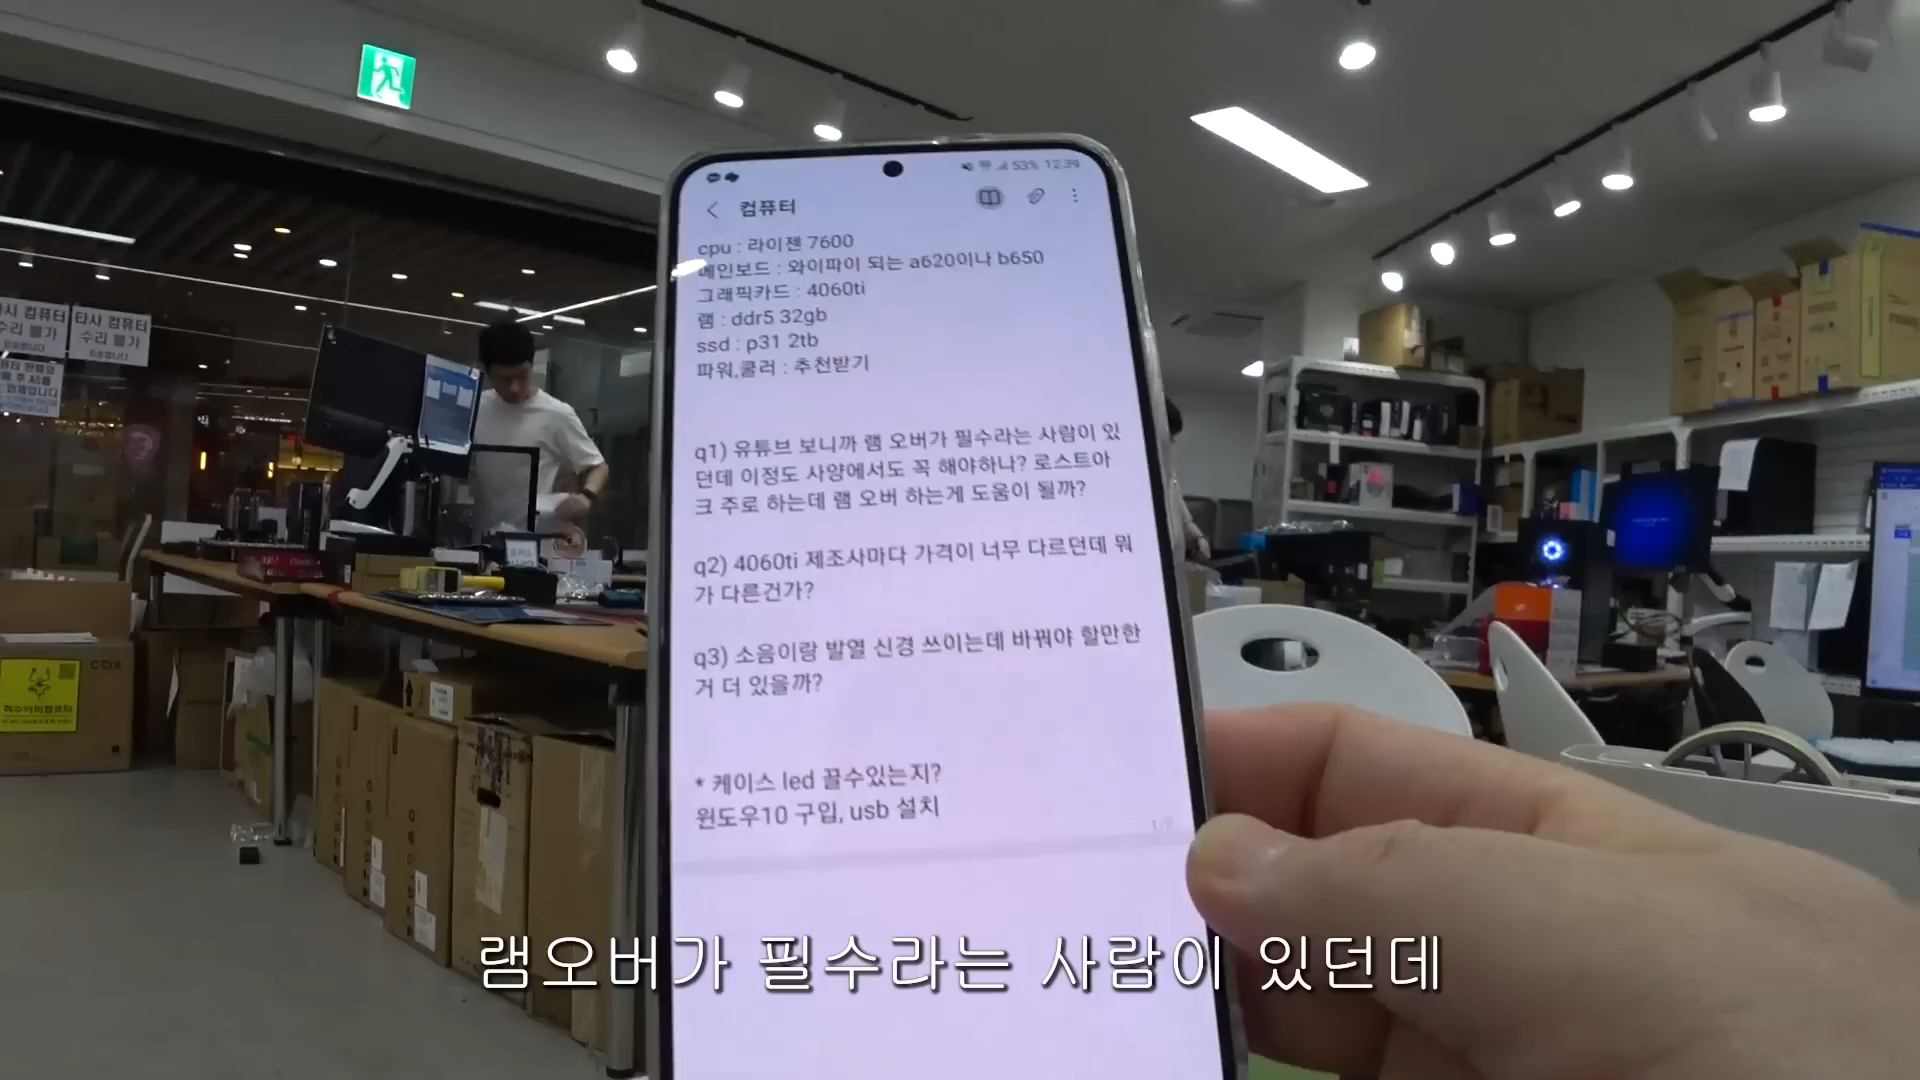 53% 12:39
컴퓨터
cpu : 라이젠 7600
메인보드 : 와이파이 되는 a620이나 b650
그래픽카드 : 4060ti
램 : ddr5 32gb
ssd : p31 2tb
파워,쿨러 : 추천받기
q1) 유튜브 보니까 램 오버가 필수라는 사람이 있
던데 이정도 사양에서도 꼭 해야하나? 로스트아
크 주로 하는데 램 오버 하는게 도움이 될까?
q2) 4060ti 제조사마다 가격이 너무 다르던데 뭐
가 다른건가?
q3) 소음이랑 발열 신경 쓰이는데 바꿔야 할만한
거 더 있을까?
* 케이스 led 끌수있는지?
윈도우10 구입, usb 설치
램오버가 필수라는 사람이 있던데
타사 컴퓨터
수리 불가
COX